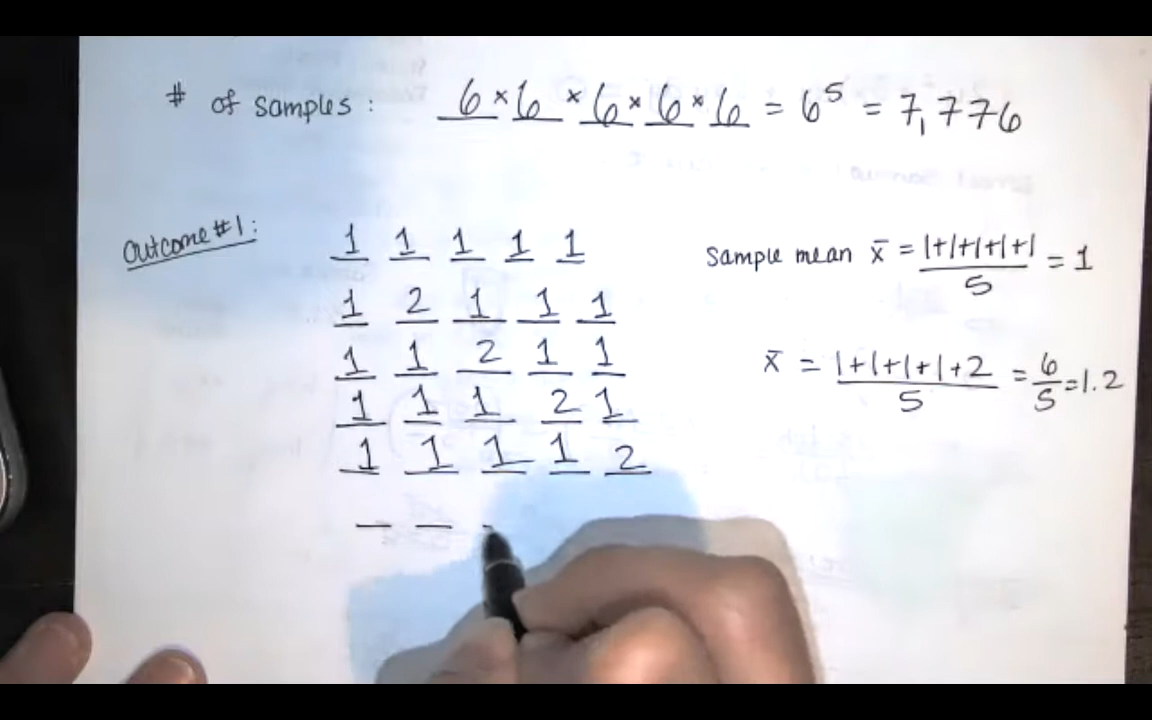 # of samples: 6 × 6 × 6 × 6 × 6 = 6⁵ = 7,776
Outcome #1: 1 1 1 1 1 Sample mean x̄ = 1+1+1+1+1 / 5 = 1
1 2 1 1 1
1 1 2 1 1 x̄ = 1+1+1+1+2 / 5 = 6/5 = 1.2
1 1 1 2 1
1 1 1 1 2